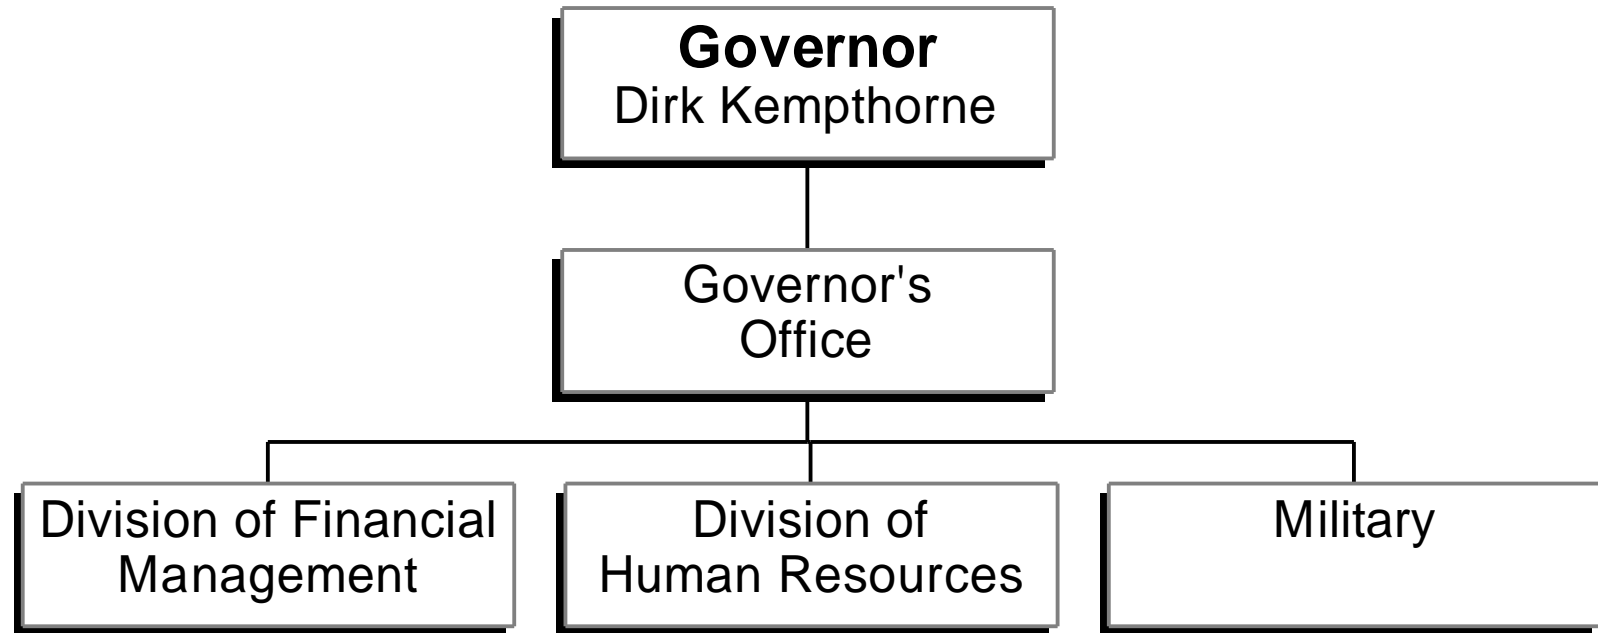 Governor
Dirk Kempthorne
Governor's
Office
Division of Financial
Management
Division of
Human Resources
Military